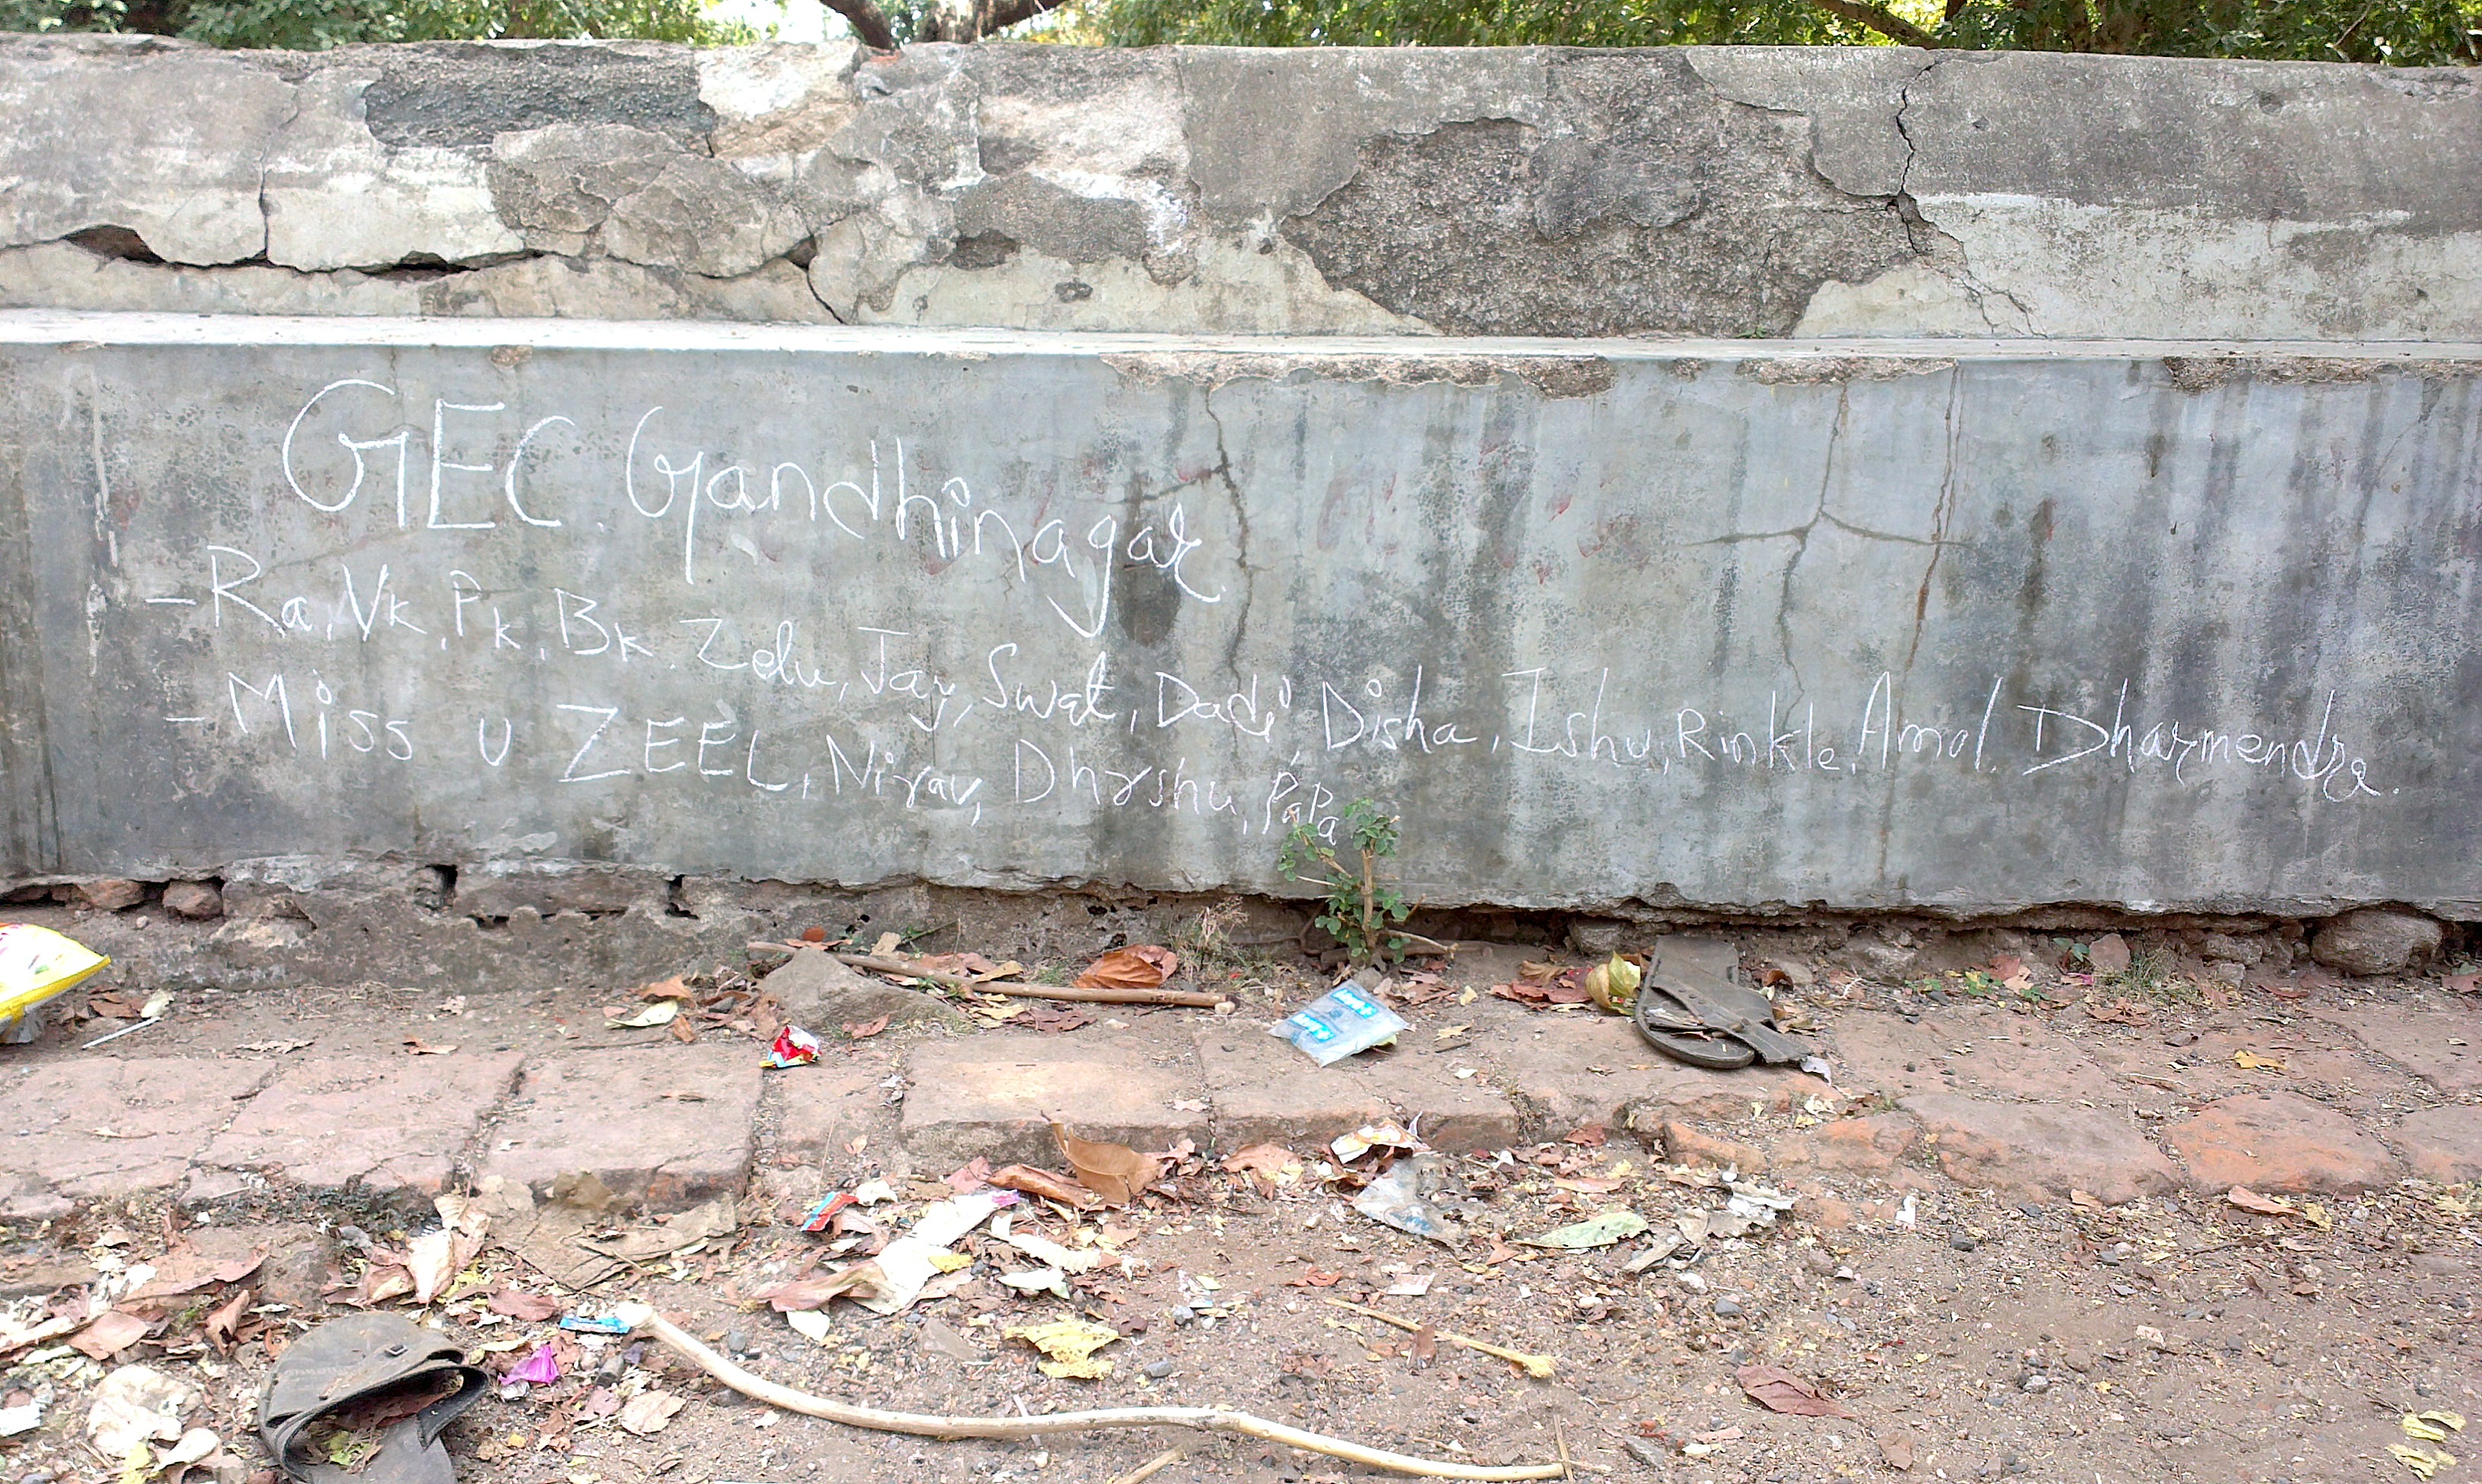 GEC. Gandhinagar.
- Ra, Vk, Pk, Bk, Zelu, Jay, Swat, Dadi, Disha, Ishu, Rinkle, Amol, Dharmendra.
- Miss U ZEEL, Nirav, Dhrshu, PaPa